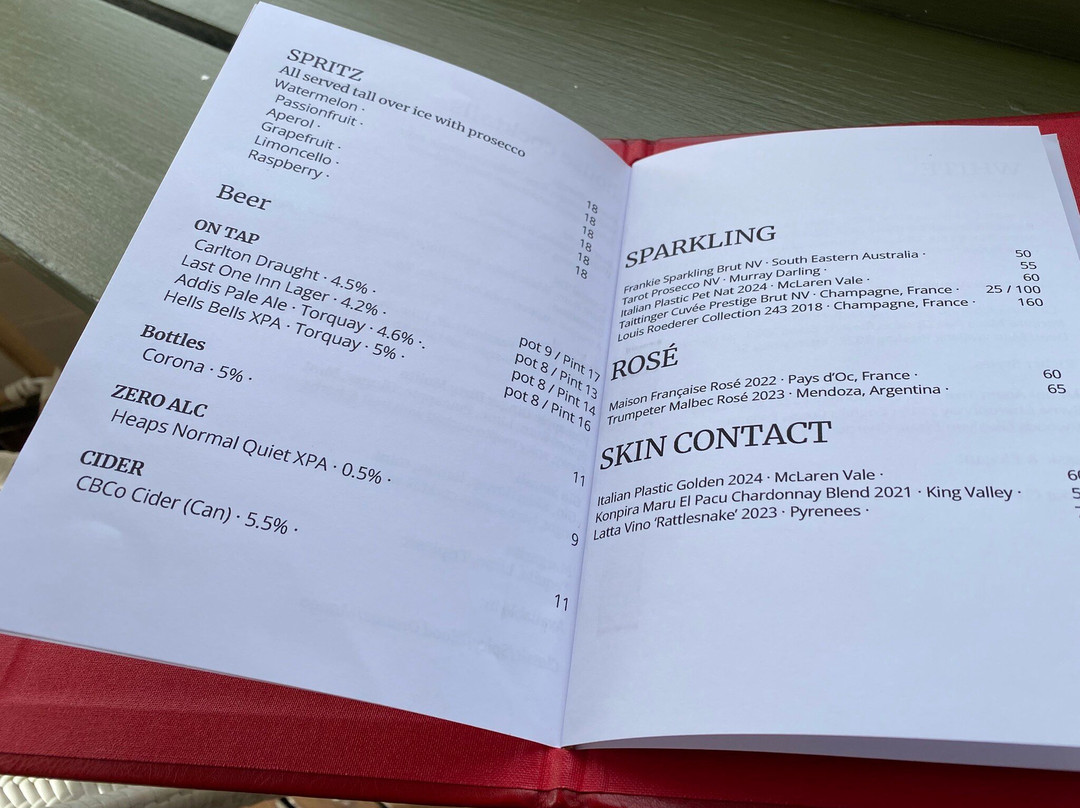 SPRITZ
All served tall over ice with prosecco
Watermelon · 18
Passionfruit · 18
Aperol · 18
Grapefruit · 18
Limoncello · 18
Raspberry · 18
Beer
ON TAP
Carlton Draught · 4.5% · pot 9 / Pint 17
Last One Inn Lager · 4.2% · pot 8 / Pint 13
Addis Pale Ale · Torquay · 4.6% ·. pot 8 / Pint 14
Hells Bells XPA · Torquay · 5% · pot 8 / Pint 16
Bottles
Corona · 5% · 11
ZERO ALC
Heaps Normal Quiet XPA · 0.5% · 9
CIDER
CBCo Cider (Can) · 5.5% · 11
SPARKLING
Frankie Sparkling Brut NV · South Eastern Australia · 50
Tarot Prosecco NV · Murray Darling · 55
Italian Plastic Pet Nat 2024 · McLaren Vale · 60
Taittinger Cuvée Prestige Brut NV · Champagne, France · 25 / 100
Louis Roederer Collection 243 2018 · Champagne, France · 160
ROSÉ
Maison Française Rosé 2022 · Pays d'Oc, France · 60
Trumpeter Malbec Rosé 2023 · Mendoza, Argentina · 65
SKIN CONTACT
Italian Plastic Golden 2024 · McLaren Vale ·
Konpira Maru El Pacu Chardonnay Blend 2021 · King Valley ·
Latta Vino 'Rattlesnake' 2023 · Pyrenees ·